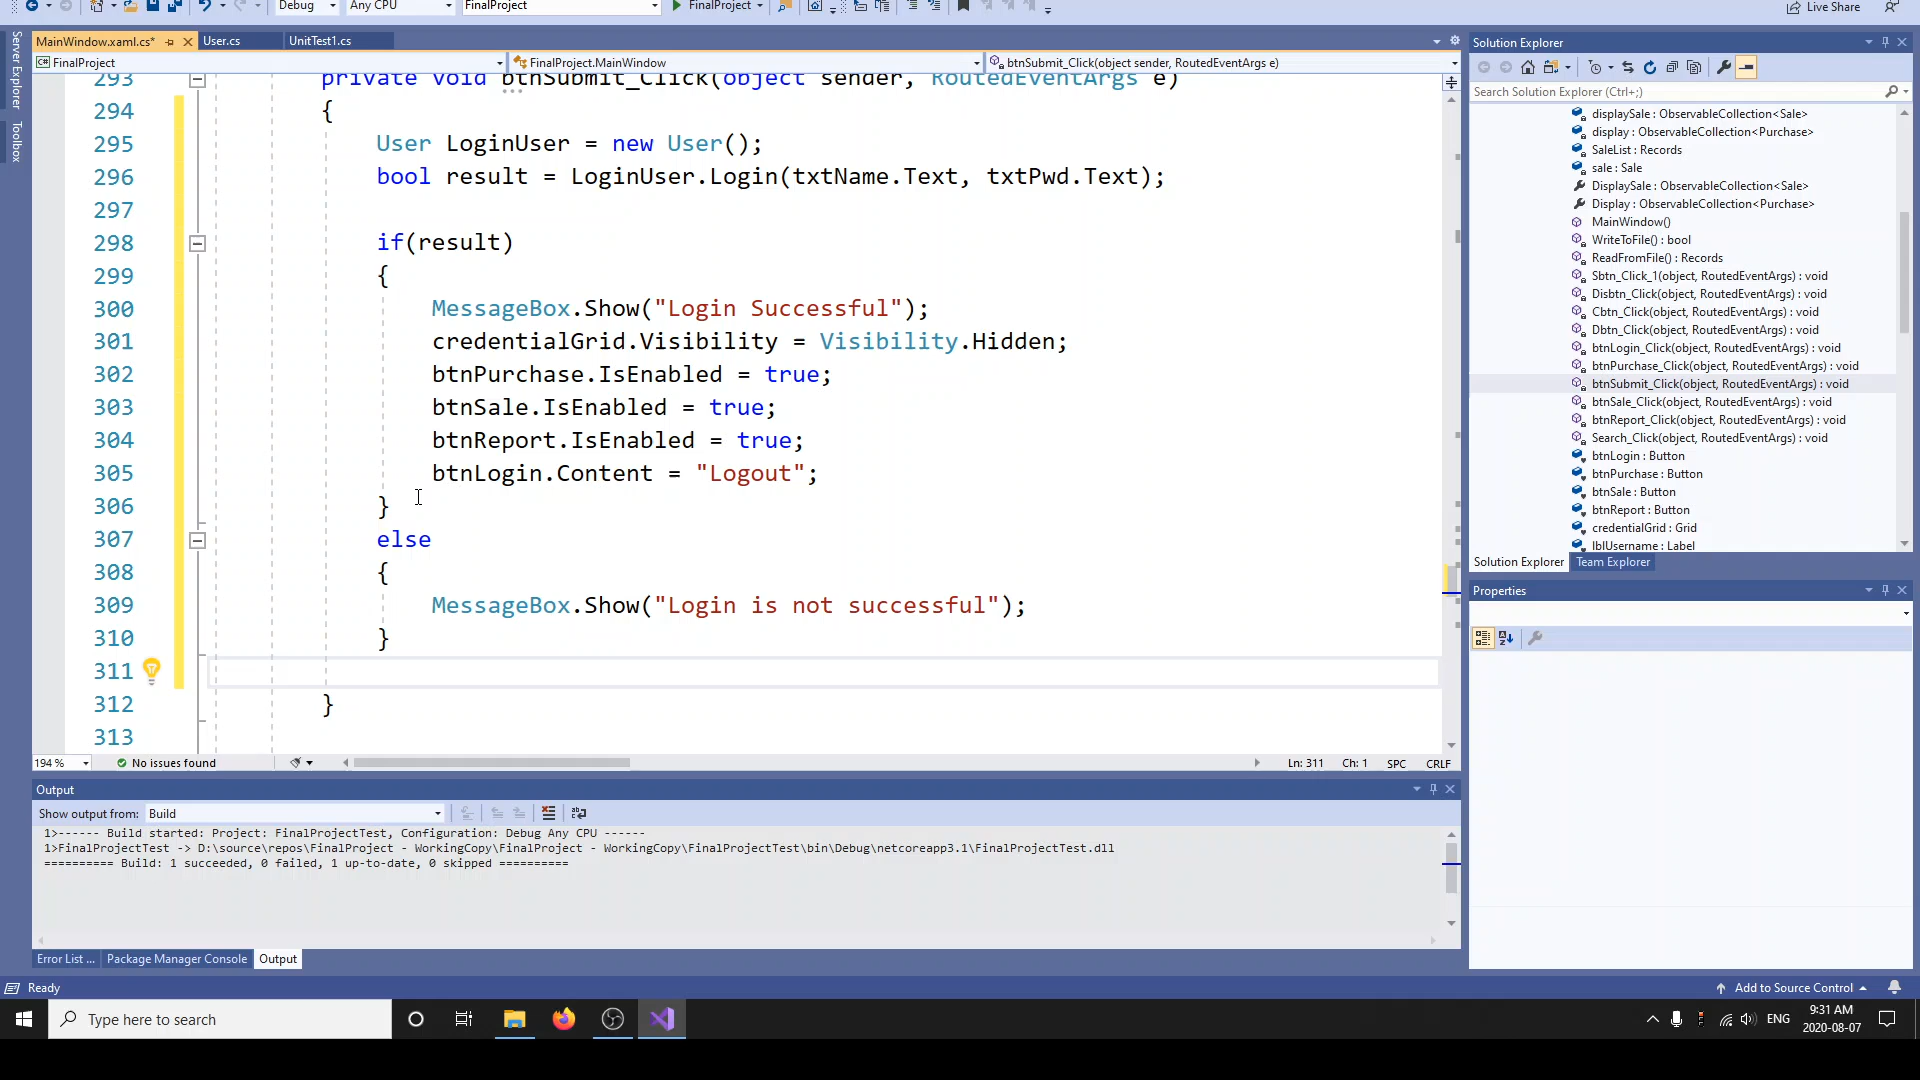 Debug
Any CPU
FinalProject
FinalProject
Live Share
MainWindow.xaml.cs*
User.cs
UnitTest1.cs
Solution Explorer
FinalProject
FinalProject.MainWindow
btnSubmit_Click(object sender, RoutedEventArgs e)
Server Explorer
Toolbox
Search Solution Explorer (Ctrl+;)
293 private void btnSubmit_Click(object sender, RoutedEventArgs e)
294 {
295 User LoginUser = new User();
296 bool result = LoginUser.Login(txtName.Text, txtPwd.Text);
297
298 if(result)
299 {
300 MessageBox.Show("Login Successful");
301 credentialGrid.Visibility = Visibility.Hidden;
302 btnPurchase.IsEnabled = true;
303 btnSale.IsEnabled = true;
304 btnReport.IsEnabled = true;
305 btnLogin.Content = "Logout";
306 }
307 else
308 {
309 MessageBox.Show("Login is not successful");
310 }
311
312 }
313
displaySale : ObservableCollection<Sale>
display : ObservableCollection<Purchase>
SaleList : Records
sale : Sale
DisplaySale : ObservableCollection<Sale>
Display : ObservableCollection<Purchase>
MainWindow()
WriteToFile() : bool
ReadFromFile() : Records
Sbtn_Click_1(object, RoutedEventArgs) : void
Disbtn_Click(object, RoutedEventArgs) : void
Cbtn_Click(object, RoutedEventArgs) : void
Dbtn_Click(object, RoutedEventArgs) : void
btnLogin_Click(object, RoutedEventArgs) : void
btnPurchase_Click(object, RoutedEventArgs) : void
btnSubmit_Click(object, RoutedEventArgs) : void
btnSale_Click(object, RoutedEventArgs) : void
btnReport_Click(object, RoutedEventArgs) : void
Search_Click(object, RoutedEventArgs) : void
btnLogin : Button
btnPurchase : Button
btnSale : Button
btnReport : Button
credentialGrid : Grid
lblUsername : Label
Solution Explorer
Team Explorer
Properties
194 %
No issues found
Ln: 311
Ch: 1
SPC
CRLF
Output
Show output from:
Build
1>------ Build started: Project: FinalProjectTest, Configuration: Debug Any CPU ------
1>FinalProjectTest -> D:\source\repos\FinalProject - WorkingCopy\FinalProject - WorkingCopy\FinalProjectTest\bin\Debug\netcoreapp3.1\FinalProjectTest.dll
========== Build: 1 succeeded, 0 failed, 1 up-to-date, 0 skipped ==========
Error List ...
Package Manager Console
Output
Ready
Add to Source Control
Type here to search
ENG
9:31 AM
2020-08-07